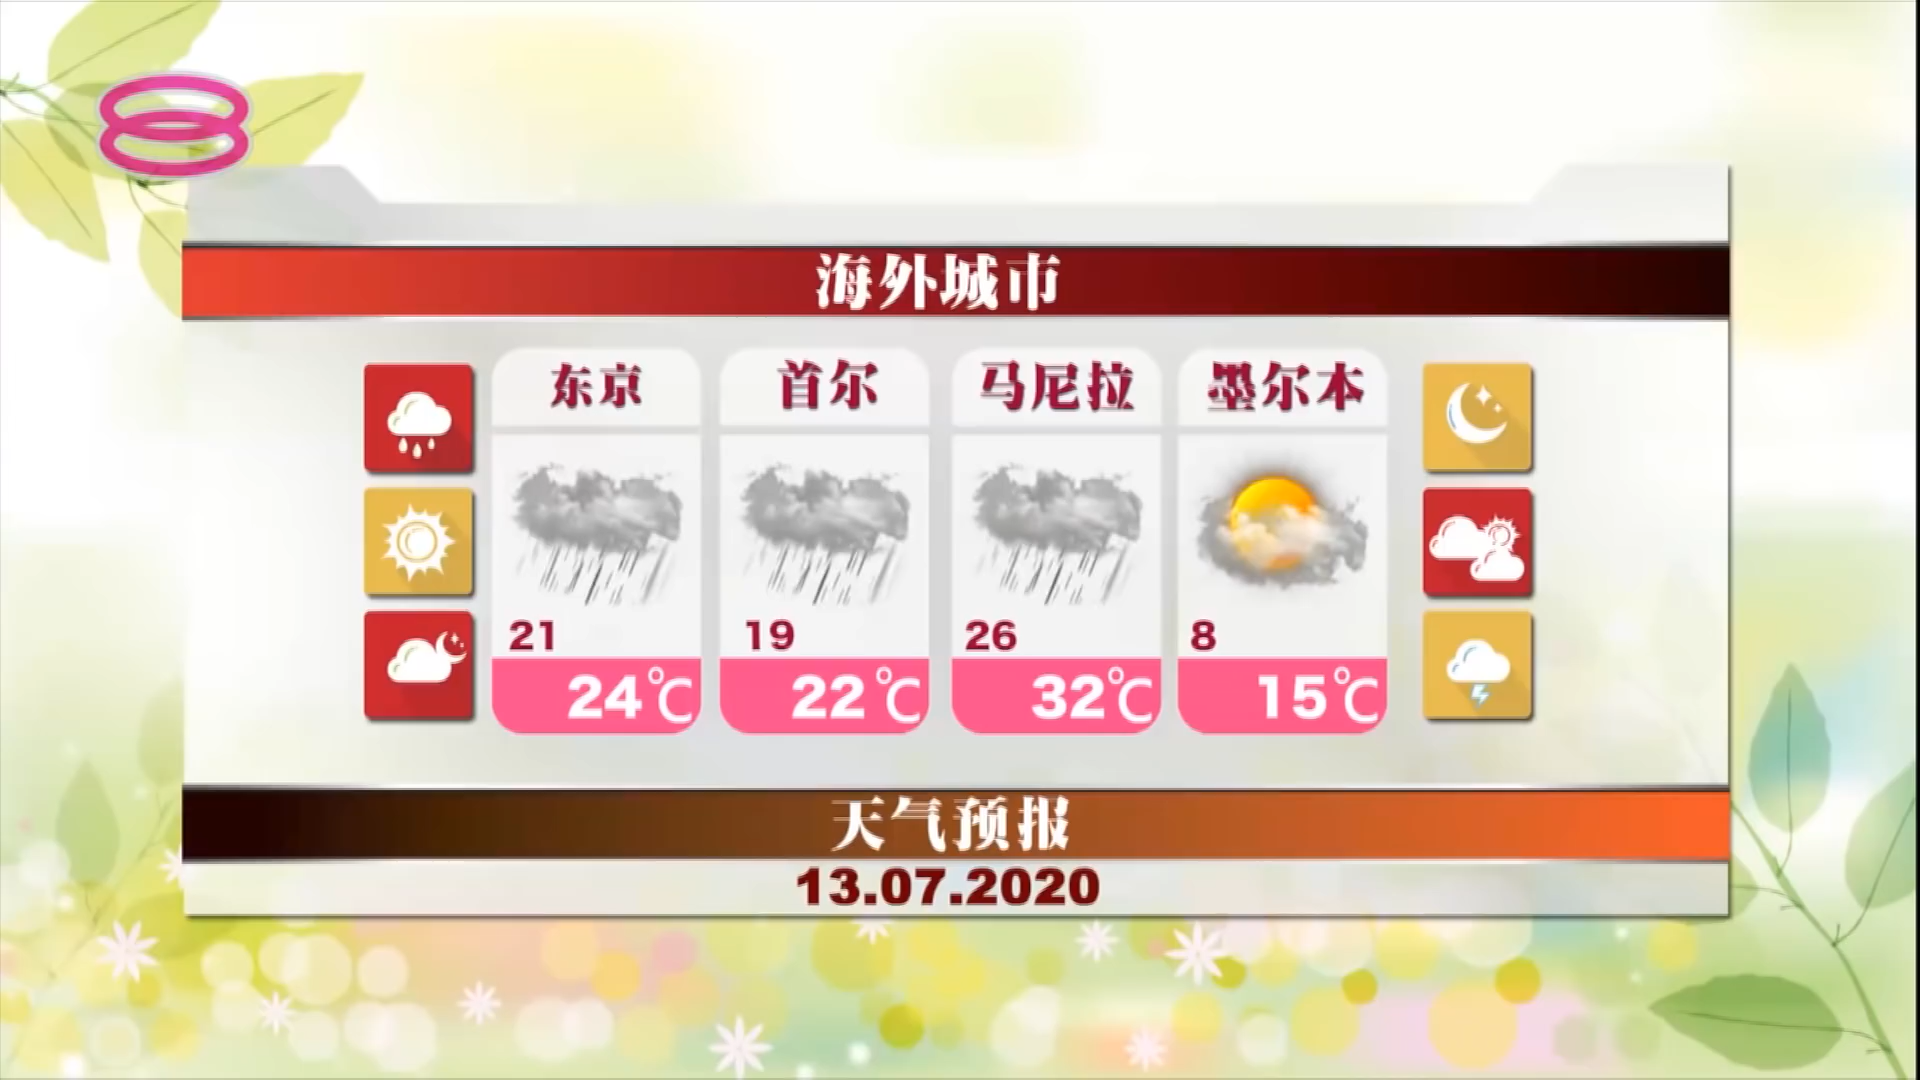 海外城市
东京 首尔 马尼拉 墨尔本
21 19 26 8
24℃ 22℃ 32℃ 15℃
天气预报
13.07.2020